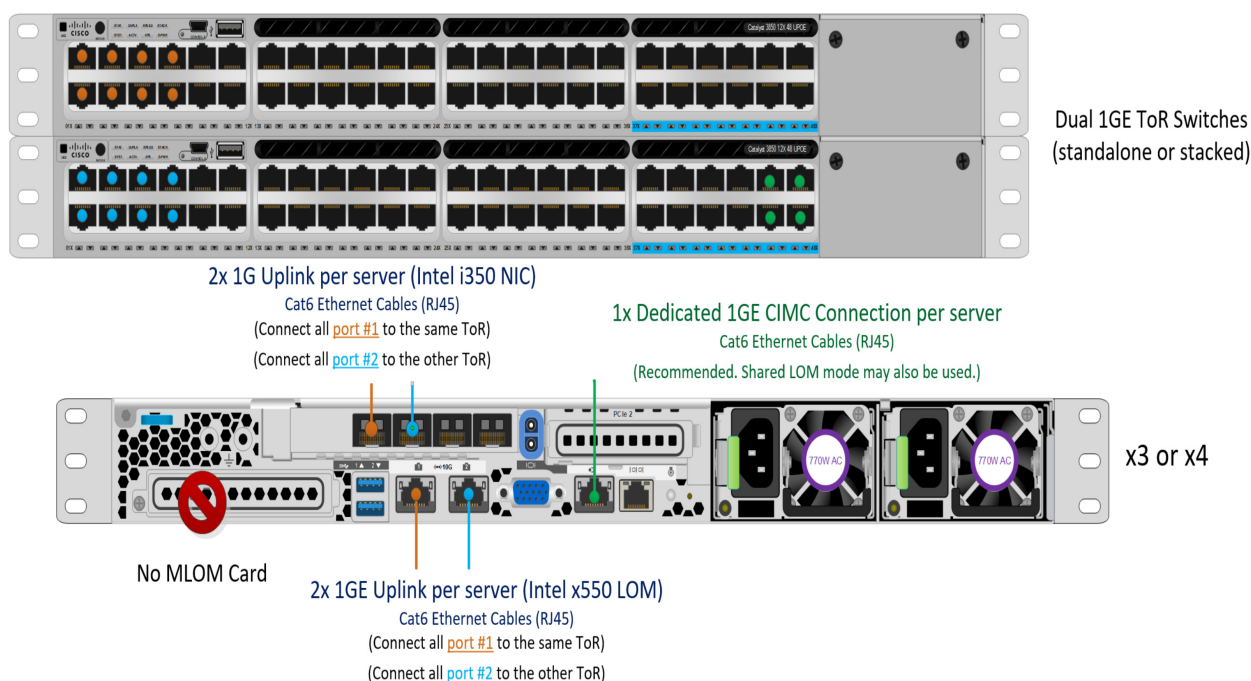 CISCO
Catalyst 3850 12X 48 UPOE
CISCO
Catalyst 3850 12X 48 UPOE
Dual 1GE ToR Switches
(standalone or stacked)
2x 1G Uplink per server (Intel i350 NIC)
Cat6 Ethernet Cables (RJ45)
(Connect all port #1 to the same ToR)
(Connect all port #2 to the other ToR)
1x Dedicated 1GE CIMC Connection per server
Cat6 Ethernet Cables (RJ45)
(Recommended. Shared LOM mode may also be used.)
PCIe 2
1 2
10G
770W AC
770W AC
x3 or x4
No MLOM Card
2x 1GE Uplink per server (Intel x550 LOM)
Cat6 Ethernet Cables (RJ45)
(Connect all port #1 to the same ToR)
(Connect all port #2 to the other ToR)